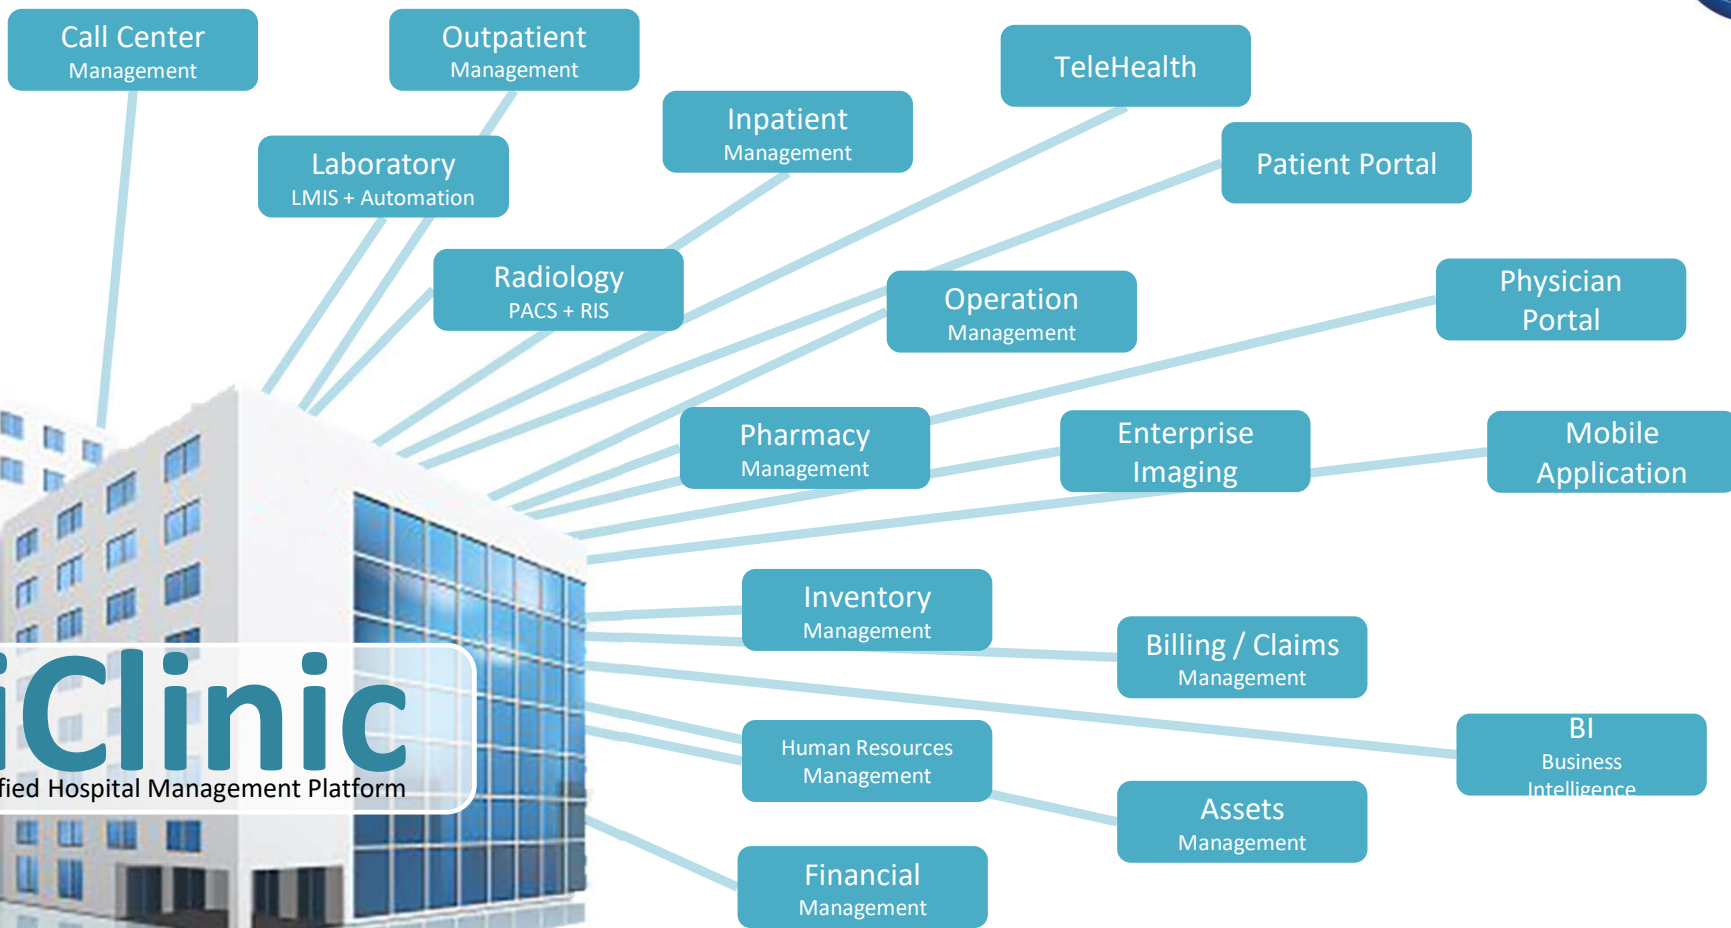 Call Center
Management
Outpatient
Management
TeleHealth
Inpatient
Management
Patient Portal
Laboratory
LMIS + Automation
Radiology
PACS + RIS
Operation
Management
Physician
Portal
Pharmacy
Management
Enterprise
Imaging
Mobile
Application
Inventory
Management
Billing / Claims
Management
iClinic
fied Hospital Management Platform
Human Resources
Management
BI
Business
Intelligence
Assets
Management
Financial
Management